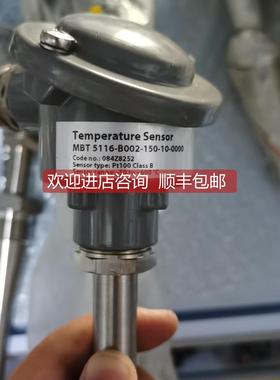 Temperature Sensor
MBT 5116-B002-150-10-0000
Code no.: 084Z8252
Sensor type: Pt100 Class B
欢迎进店咨询 顺丰包邮